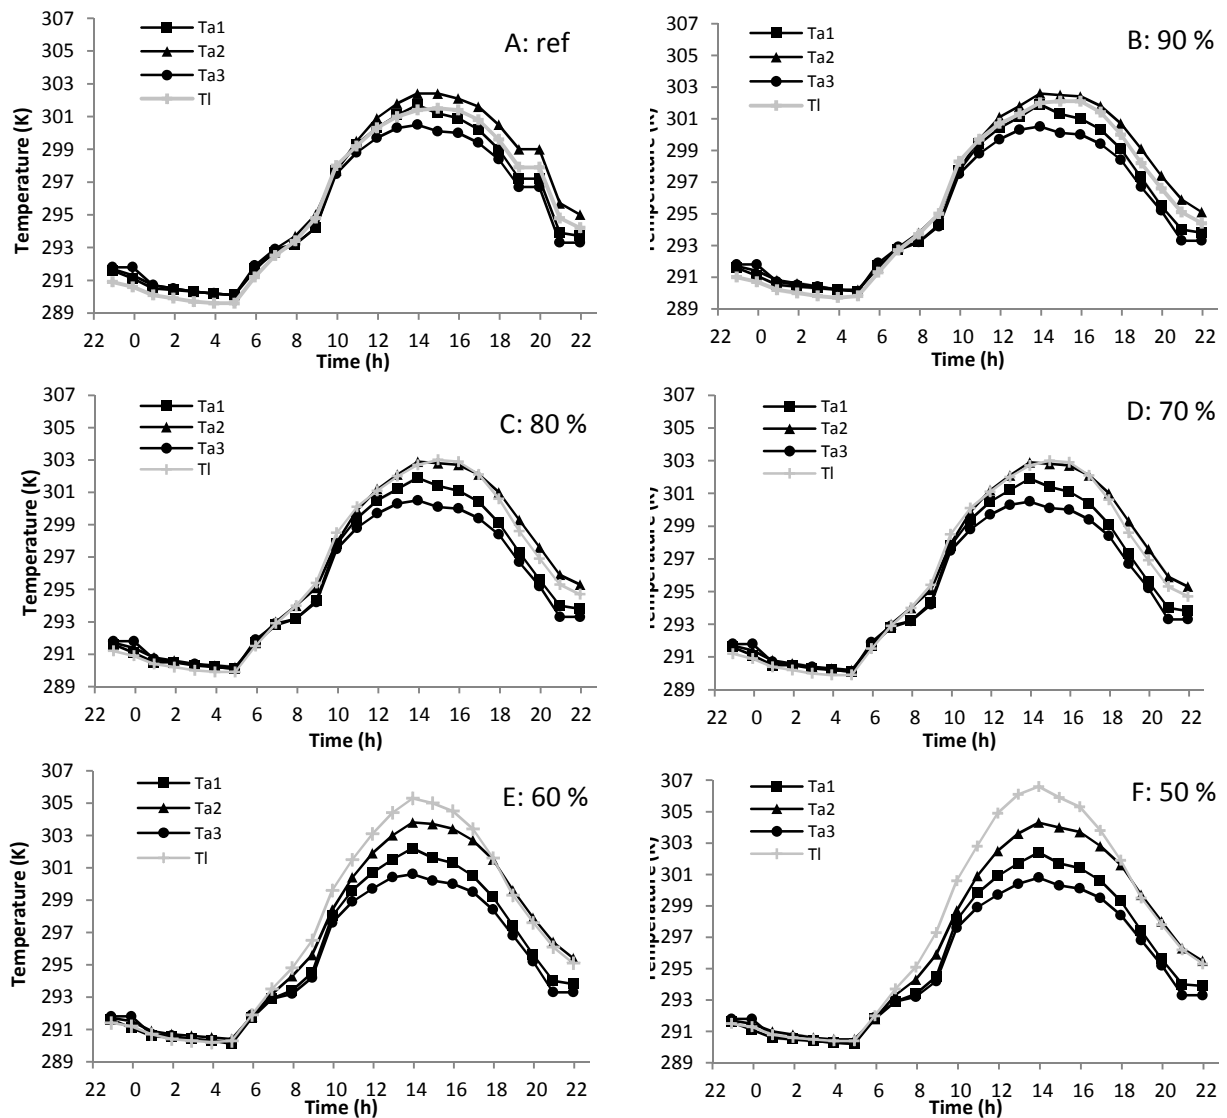 A: ref
Ta1
Ta2
Ta3
Tl
Temperature (K)
307
305
303
301
299
297
295
293
291
289
22 0 2 4 6 8 10 12 14 16 18 20 22
Time (h)
B: 90 %
Ta1
Ta2
Ta3
Tl
Temperature (K)
307
305
303
301
299
297
295
293
291
289
22 0 2 4 6 8 10 12 14 16 18 20 22
Time (h)
C: 80 %
Ta1
Ta2
Ta3
Tl
Temperature (K)
307
305
303
301
299
297
295
293
291
289
22 0 2 4 6 8 10 12 14 16 18 20 22
Time (h)
D: 70 %
Ta1
Ta2
Ta3
Tl
Temperature (K)
307
305
303
301
299
297
295
293
291
289
22 0 2 4 6 8 10 12 14 16 18 20 22
Time (h)
E: 60 %
Ta1
Ta2
Ta3
Tl
Temperature (K)
307
305
303
301
299
297
295
293
291
289
22 0 2 4 6 8 10 12 14 16 18 20 22
Time (h)
F: 50 %
Ta1
Ta2
Ta3
Tl
Temperature (K)
307
305
303
301
299
297
295
293
291
289
22 0 2 4 6 8 10 12 14 16 18 20 22
Time (h)